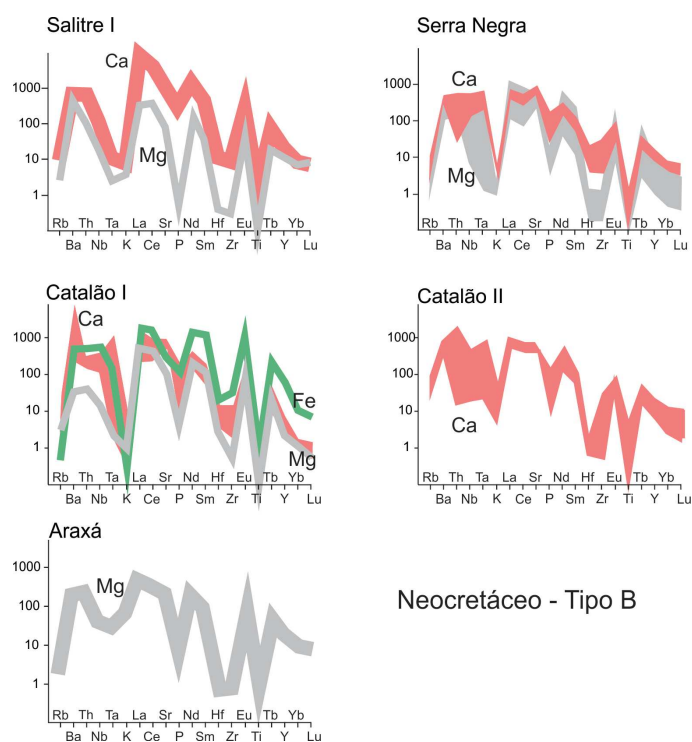 Salitre I
Ca
Mg
1000
100
10
1
Rb Th Ta La Sr Nd Hf Eu Tb Yb
Ba Nb K Ce P Sm Zr Ti Y Lu
Serra Negra
Ca
Mg
1000
100
10
1
Rb Th Ta La Sr Nd Hf Eu Tb Yb
Ba Nb K Ce P Sm Zr Ti Y Lu
Catalão I
Ca
Fe
Mg
1000
100
10
1
Rb Th Ta La Sr Nd Hf Eu Tb Yb
Ba Nb K Ce P Sm Zr Ti Y Lu
Catalão II
Ca
1000
100
10
1
Rb Th Ta La Sr Nd Hf Eu Tb Yb
Ba Nb K Ce P Sm Zr Ti Y Lu
Araxá
Mg
1000
100
10
1
Rb Th Ta La Sr Nd Hf Eu Tb Yb
Ba Nb K Ce P Sm Zr Ti Y Lu
Neocretáceo - Tipo B